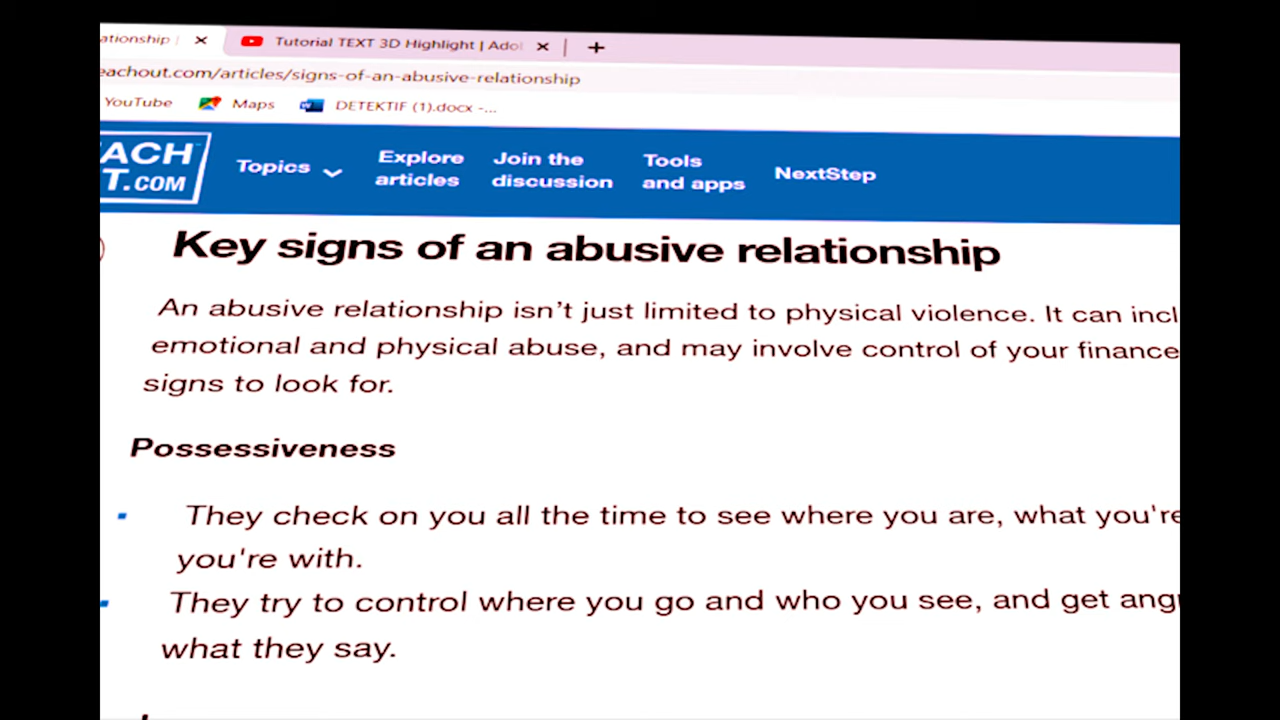 ationship
Tutorial TEXT 3D Highlight | Ado
eachout.com/articles/signs-of-an-abusive-relationship
YouTube Maps DETEKTIF (1).docx -...
ACH
T.COM
Topics
Explore
articles
Join the
discussion
Tools
and apps
NextStep
Key signs of an abusive relationship
An abusive relationship isn't just limited to physical violence. It can incl
emotional and physical abuse, and may involve control of your finance
signs to look for.
Possessiveness
They check on you all the time to see where you are, what you're
you're with.
They try to control where you go and who you see, and get ang
what they say.